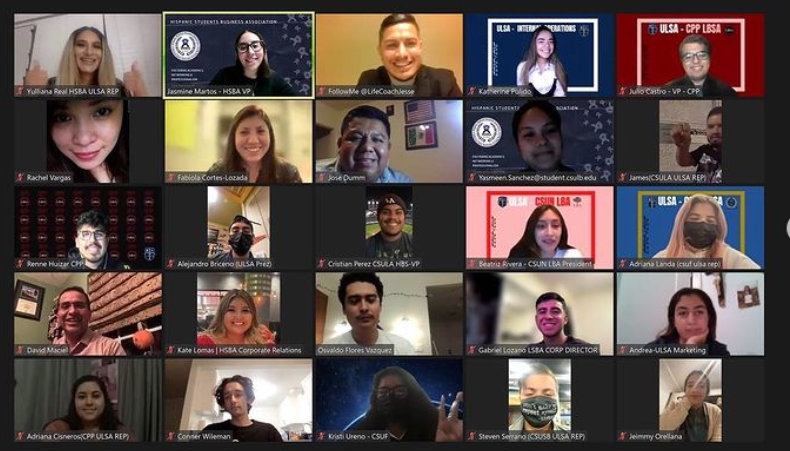 HISPANIC STUDENTS BUSINESS ASSOCIATION
ULSA - INTERNAL OPERATIONS
ULSA - CPP LBSA
Yulliana Real HSBA ULSA REP
Jasmine Martos - HSBA VP
FollowMe @LifeCoachJesse
Katherine Pulido
Julio Castro - VP - CPP
HISPANIC STUDENTS BUSINESS ASSOCIATION
Rachel Vargas
Fabiola Cortes-Lozada
Jose Dumm
Yasmeen.Sanchez@student.csulb.edu
James(CSULA ULSA REP)
ULSA - CSUN LBA
Renne Huizar CPP
Alejandro Briceno (ULSA Prez)
Cristian Perez CSULA HBS-VP
Beatriz Rivera - CSUN LBA President
Adriana Landa (csuf ulsa rep)
David Maciel
Kate Lomas | HSBA Corporate Relations
Osvaldo Flores Vazquez
Gabriel Lozano LSBA CORP DIRECTOR
Andrea-ULSA Marketing
Adriana Cisneros(CPP ULSA REP)
Conner Wileman
Kristi Ureno - CSUF
Steven Serrano (CSUSB ULSA REP)
Jeimmy Orellana